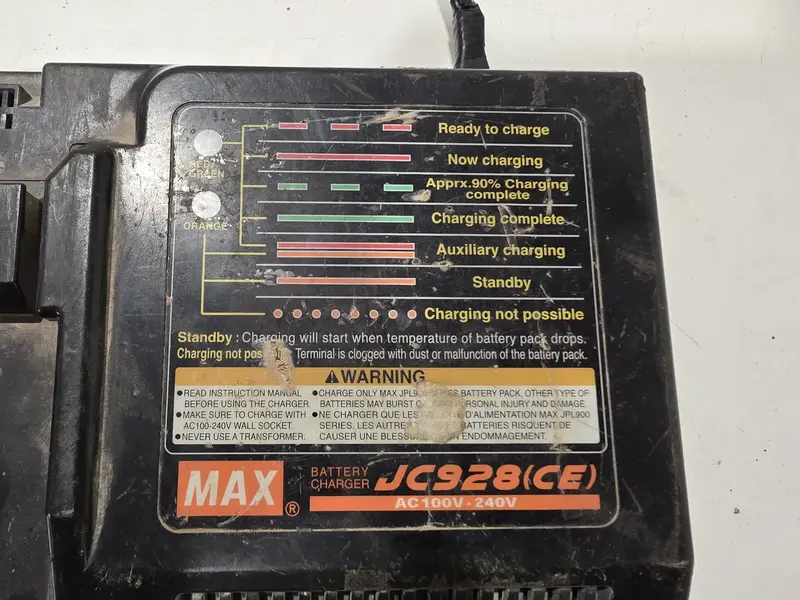 RED/
GREEN
ORANGE
Ready to charge
Now charging
Apprx.90% Charging
complete
Charging complete
Auxiliary charging
Standby
Charging not possible
Standby : Charging will start when temperature of battery pack drops.
Charging not Terminal is clogged with dust or malfunction of the battery pack.
WARNING
●READ INSTRUCTION MANUAL
BEFORE USING THE CHARGER.
●MAKE SURE TO CHARGE WITH
AC100-240V WALL SOCKET.
●NEVER USE A TRANSFORMER.
●CHARGE ONLY MAX BATTERY PACK, OTHER TYPE OF
BATTERIES MAY BURST PERSONAL INJURY AND DAMAGE.
●NE CHARGER QUE LES D'ALIMENTATION MAX JPL900
SERIES. LES BATTERIES RISQUENT DE
CAUSER UNE ENDOMMAGEMENT.
MAX ®
BATTERY
CHARGER
JC928(CE)
AC100V-240V